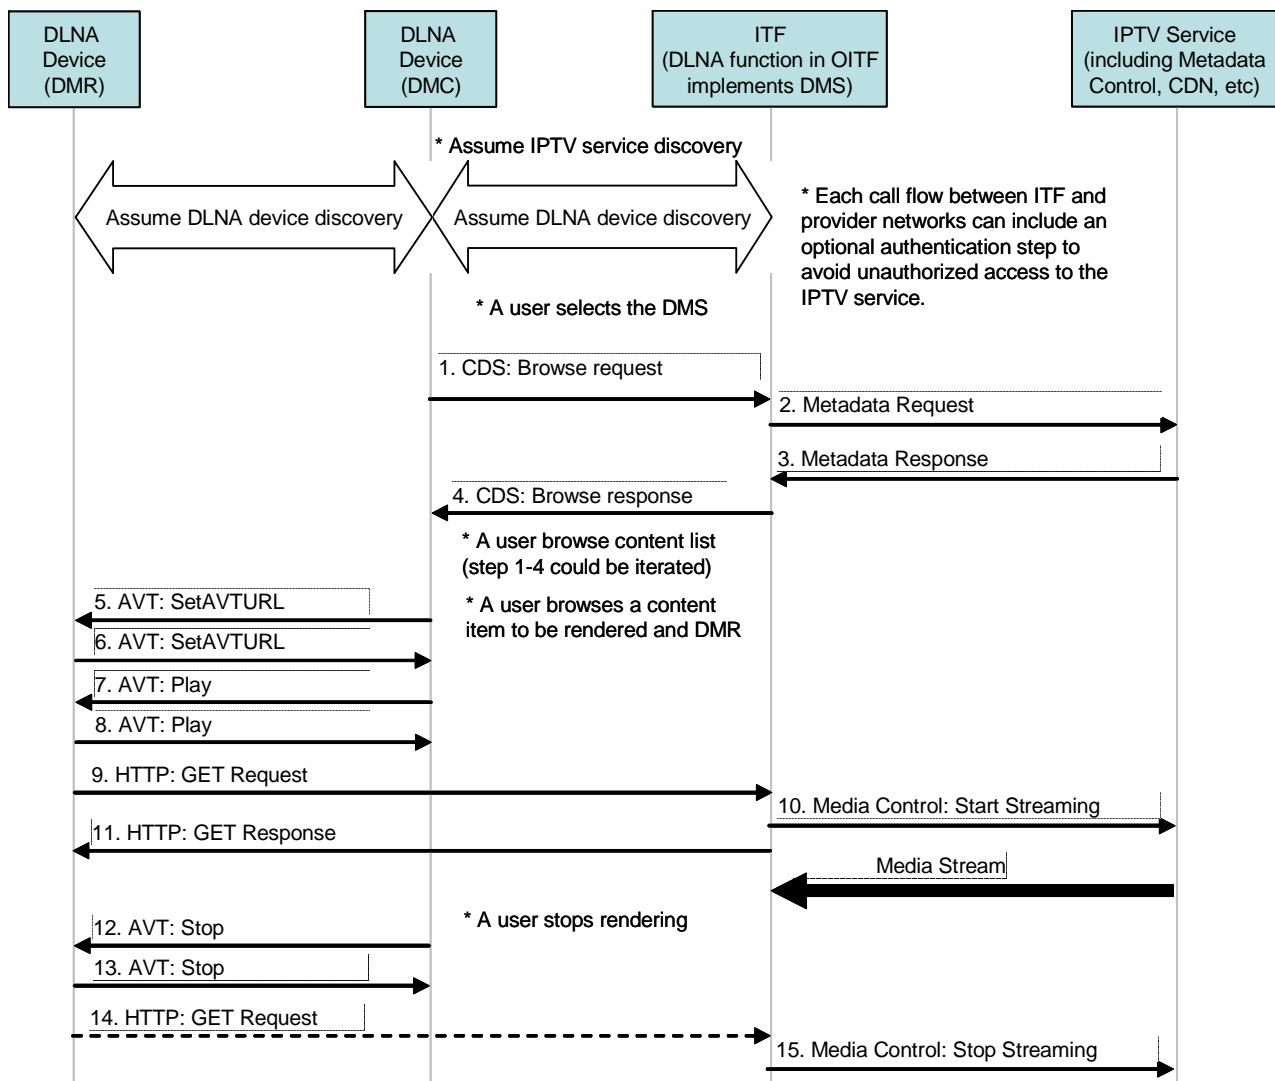 DLNA
Device
(DMR)
DLNA
Device
(DMC)
ITF
(DLNA function in OITF
implements DMS)
IPTV Service
(including Metadata
Control, CDN, etc)
* Assume IPTV service discovery
Assume DLNA device discovery
Assume DLNA device discovery
* Each call flow between ITF and
provider networks can include an
optional authentication step to
avoid unauthorized access to the
IPTV service.
* A user selects the DMS
1. CDS: Browse request
2. Metadata Request
3. Metadata Response
4. CDS: Browse response
* A user browse content list
(step 1-4 could be iterated)
5. AVT: SetAVTURL
* A user browses a content
item to be rendered and DMR
6. AVT: SetAVTURL
7. AVT: Play
8. AVT: Play
9. HTTP: GET Request
10. Media Control: Start Streaming
11. HTTP: GET Response
Media Stream
* A user stops rendering
12. AVT: Stop
13. AVT: Stop
14. HTTP: GET Request
15. Media Control: Stop Streaming